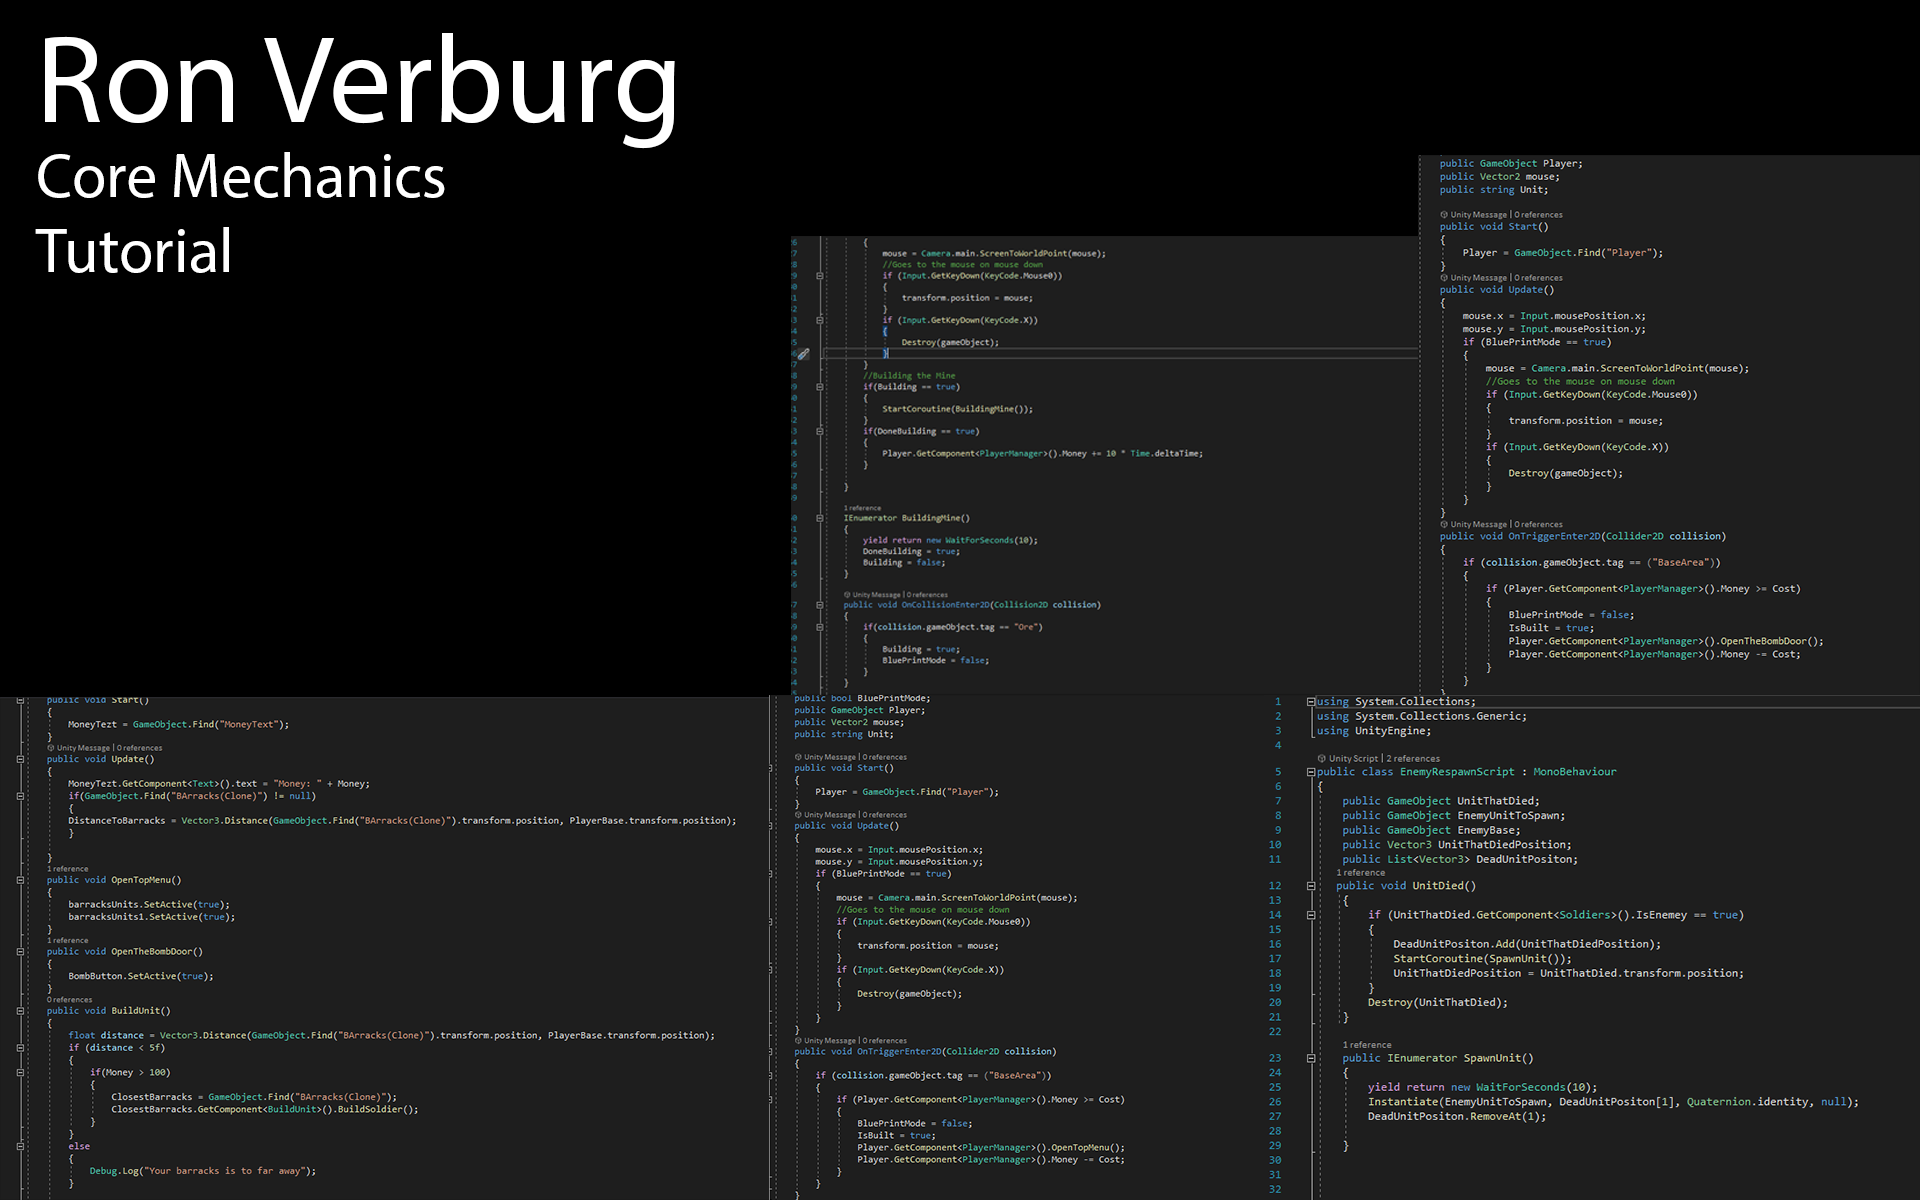 Ron Verburg
Core Mechanics
Tutorial
{
mouse = Camera.main.ScreenToWorldPoint(mouse);
//Goes to the mouse on mouse down
if (Input.GetKeyDown(KeyCode.Mouse0))
{
transform.position = mouse;
}
if (Input.GetKeyDown(KeyCode.X))
{
Destroy(gameObject);
}
}
//Building the Mine
if(Building == true)
{
StartCoroutine(BuildingMine());
}
if(DoneBuilding == true)
{
Player.GetComponent<PlayerManager>().Money += 10 * Time.deltaTime;
}
}
1 reference
IEnumerator BuildingMine()
{
yield return new WaitForSeconds(10);
DoneBuilding = true;
Building = false;
}
Unity Message | 0 references
public void OnCollisionEnter2D(Collision2D collision)
{
if(collision.gameObject.tag == "Ore")
{
Building = true;
BluePrintMode = false;
}
}
public GameObject Player;
public Vector2 mouse;
public string Unit;
Unity Message | 0 references
public void Start()
{
Player = GameObject.Find("Player");
}
Unity Message | 0 references
public void Update()
{
mouse.x = Input.mousePosition.x;
mouse.y = Input.mousePosition.y;
if (BluePrintMode == true)
{
mouse = Camera.main.ScreenToWorldPoint(mouse);
//Goes to the mouse on mouse down
if (Input.GetKeyDown(KeyCode.Mouse0))
{
transform.position = mouse;
}
if (Input.GetKeyDown(KeyCode.X))
{
Destroy(gameObject);
}
}
}
Unity Message | 0 references
public void OnTriggerEnter2D(Collider2D collision)
{
if (collision.gameObject.tag == ("BaseArea"))
{
if (Player.GetComponent<PlayerManager>().Money >= Cost)
{
BluePrintMode = false;
IsBuilt = true;
Player.GetComponent<PlayerManager>().OpenTheBombDoor();
Player.GetComponent<PlayerManager>().Money -= Cost;
}
}
}
public void Start()
{
MoneyTezt = GameObject.Find("MoneyText");
}
Unity Message | 0 references
public void Update()
{
MoneyTezt.GetComponent<Text>().text = "Money: " + Money;
if(GameObject.Find("BArracks(Clone)") != null)
{
DistanceToBarracks = Vector3.Distance(GameObject.Find("BArracks(Clone)").transform.position, PlayerBase.transform.position);
}
}
1 reference
public void OpenTopMenu()
{
barracksUnits.SetActive(true);
barracksUnits1.SetActive(true);
}
1 reference
public void OpenTheBombDoor()
{
BombButton.SetActive(true);
}
0 references
public void BuildUnit()
{
float distance = Vector3.Distance(GameObject.Find("BArracks(Clone)").transform.position, PlayerBase.transform.position);
if (distance < 5f)
{
if(Money > 100)
{
ClosestBarracks = GameObject.Find("BArracks(Clone)");
ClosestBarracks.GetComponent<BuildUnit>().BuildSoldier();
}
}
else
{
Debug.Log("Your barracks is to far away");
}
public bool BluePrintMode;
public GameObject Player;
public Vector2 mouse;
public string Unit;
Unity Message | 0 references
public void Start()
{
Player = GameObject.Find("Player");
}
Unity Message | 0 references
public void Update()
{
mouse.x = Input.mousePosition.x;
mouse.y = Input.mousePosition.y;
if (BluePrintMode == true)
{
mouse = Camera.main.ScreenToWorldPoint(mouse);
//Goes to the mouse on mouse down
if (Input.GetKeyDown(KeyCode.Mouse0))
{
transform.position = mouse;
}
if (Input.GetKeyDown(KeyCode.X))
{
Destroy(gameObject);
}
}
}
Unity Message | 0 references
public void OnTriggerEnter2D(Collider2D collision)
{
if (collision.gameObject.tag == ("BaseArea"))
{
if (Player.GetComponent<PlayerManager>().Money >= Cost)
{
BluePrintMode = false;
IsBuilt = true;
Player.GetComponent<PlayerManager>().OpenTopMenu();
Player.GetComponent<PlayerManager>().Money -= Cost;
}
}
}
1 using System.Collections;
2 using System.Collections.Generic;
3 using UnityEngine;
4
Unity Script | 2 references
5 public class EnemyRespawnScript : MonoBehaviour
6 {
7 public GameObject UnitThatDied;
8 public GameObject EnemyUnitToSpawn;
9 public GameObject EnemyBase;
10 public Vector3 UnitThatDiedPosition;
11 public List<Vector3> DeadUnitPositon;
1 reference
12 public void UnitDied()
13 {
14 if (UnitThatDied.GetComponent<Soldiers>().IsEnemey == true)
15 {
16 DeadUnitPositon.Add(UnitThatDiedPosition);
17 StartCoroutine(SpawnUnit());
18 UnitThatDiedPosition = UnitThatDied.transform.position;
19 }
20 Destroy(UnitThatDied);
21 }
22
1 reference
23 public IEnumerator SpawnUnit()
24 {
25 yield return new WaitForSeconds(10);
26 Instantiate(EnemyUnitToSpawn, DeadUnitPositon[1], Quaternion.identity, null);
27 DeadUnitPositon.RemoveAt(1);
28
29 }
30
31
32